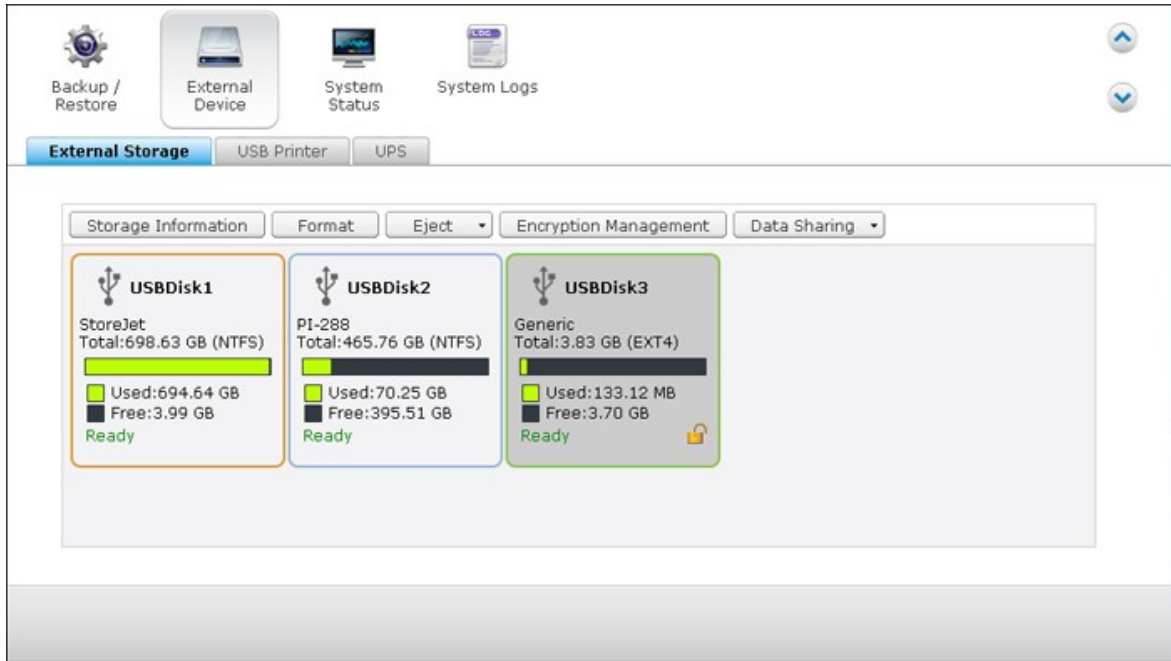 LOG
Backup /
Restore
External
Device
System
Status
System Logs
External Storage
USB Printer
UPS
Storage Information
Format
Eject
Encryption Management
Data Sharing
USBDisk1
StoreJet
Total:698.63 GB (NTFS)
Used:694.64 GB
Free:3.99 GB
Ready
USBDisk2
PI-288
Total:465.76 GB (NTFS)
Used:70.25 GB
Free:395.51 GB
Ready
USBDisk3
Generic
Total:3.83 GB (EXT4)
Used:133.12 MB
Free:3.70 GB
Ready